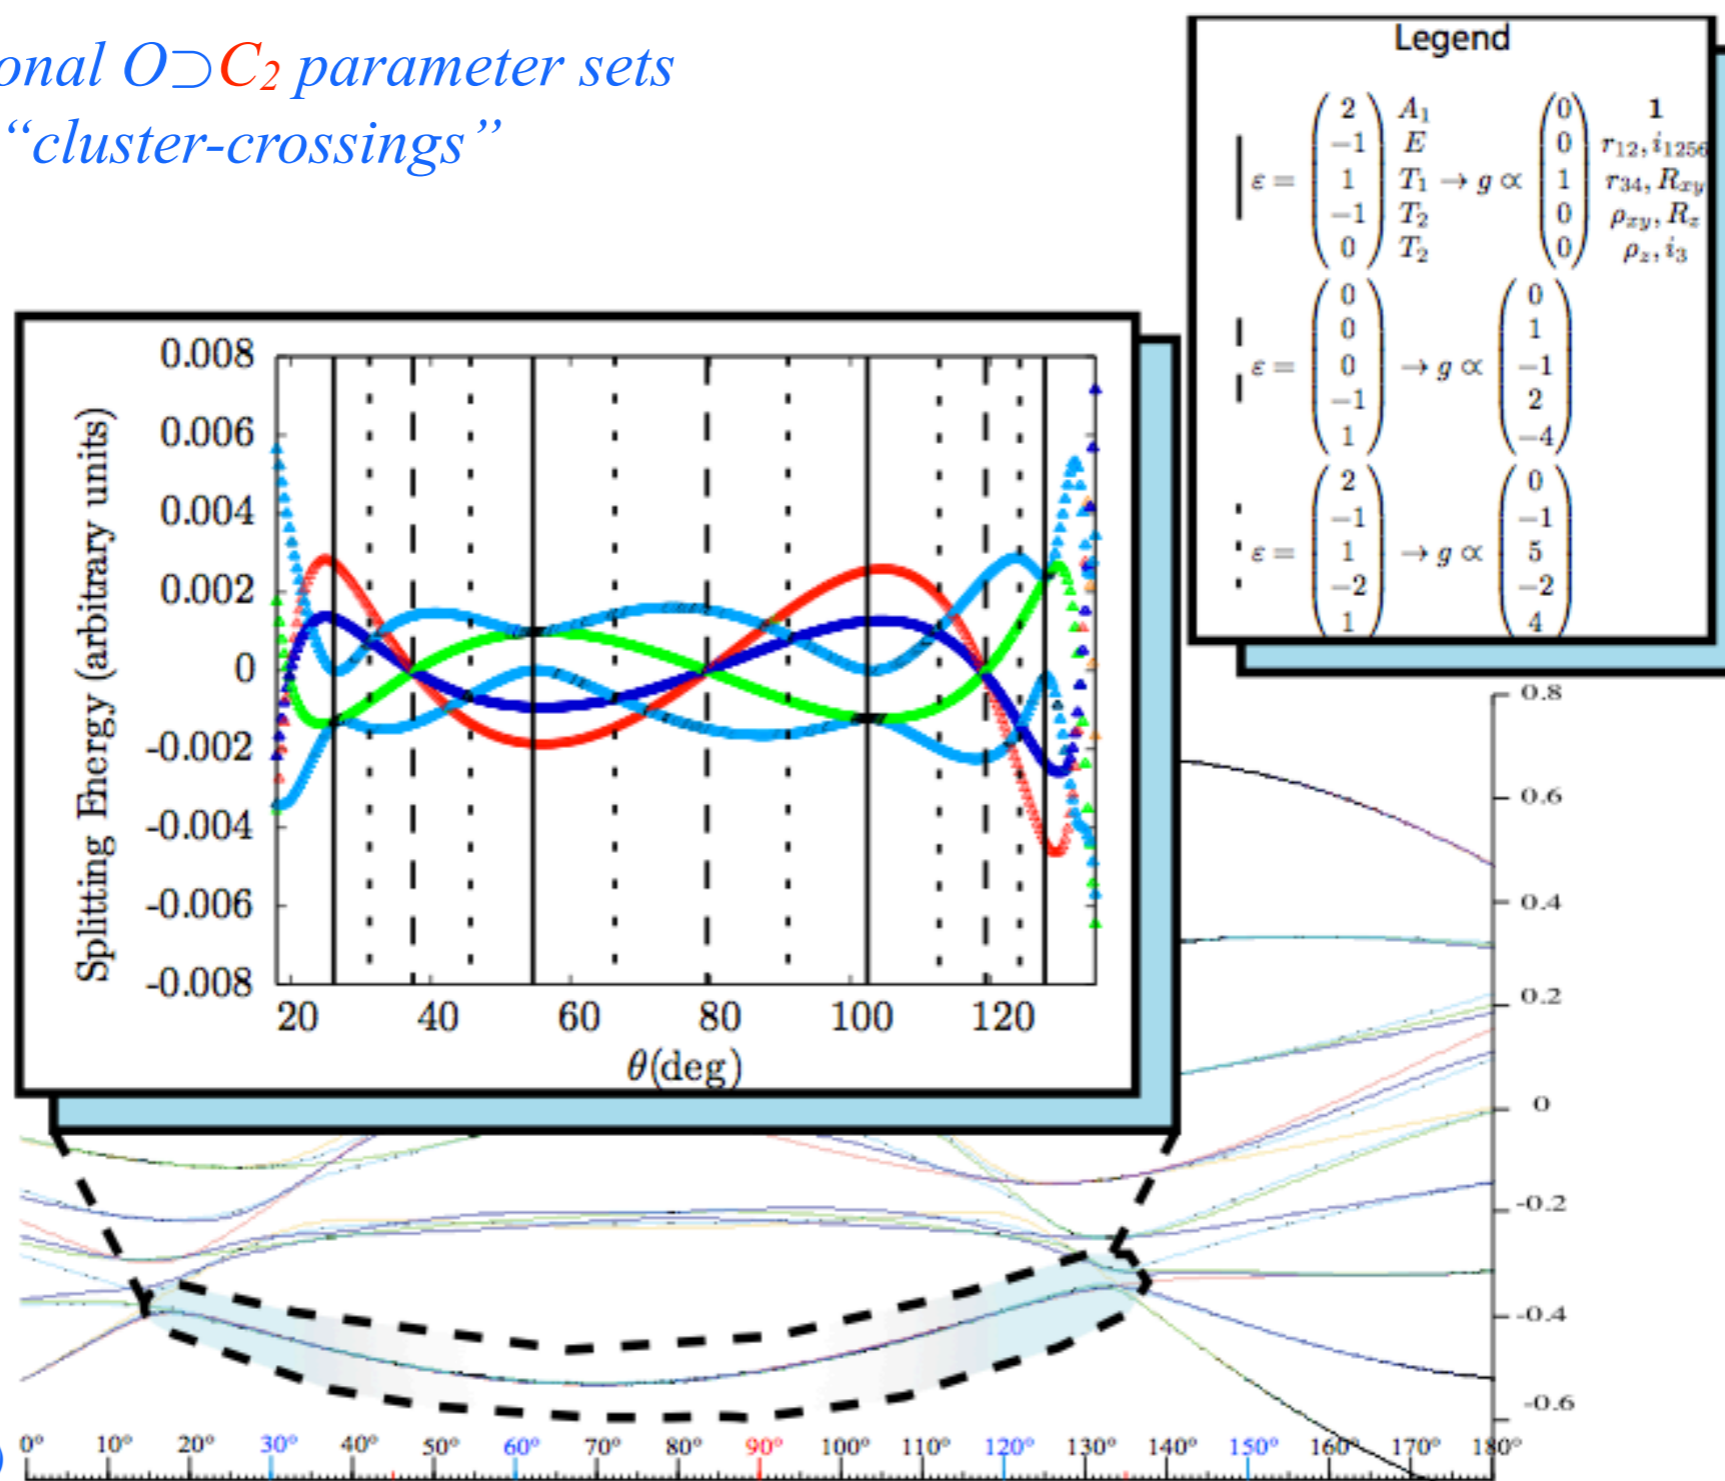 onal O⊃C₂ parameter sets
“cluster-crossings”
Legend
ε = ( 2 -1 1 -1 0 ) A₁ E T₁ T₂ T₂ → g ∝ ( 0 0 1 0 0 ) 1 r₁₂, i₁₂₅₆ r₃₄, Rₓᵧ ρₓᵧ, R_z ρ_z, i₃
ε = ( 0 0 0 -1 1 ) → g ∝ ( 0 1 -1 2 -4 )
ε = ( 2 -1 1 -2 1 ) → g ∝ ( 0 -1 5 -2 4 )
Splitting Energy (arbitrary units)
0.008
0.006
0.004
0.002
0
-0.002
-0.004
-0.006
-0.008
20 40 60 80 100 120
θ(deg)
0.8
0.6
0.4
0.2
0
-0.2
-0.4
-0.6
) 0° 10° 20° 30° 40° 50° 60° 70° 80° 90° 100° 110° 120° 130° 140° 150° 160° 170° 180°